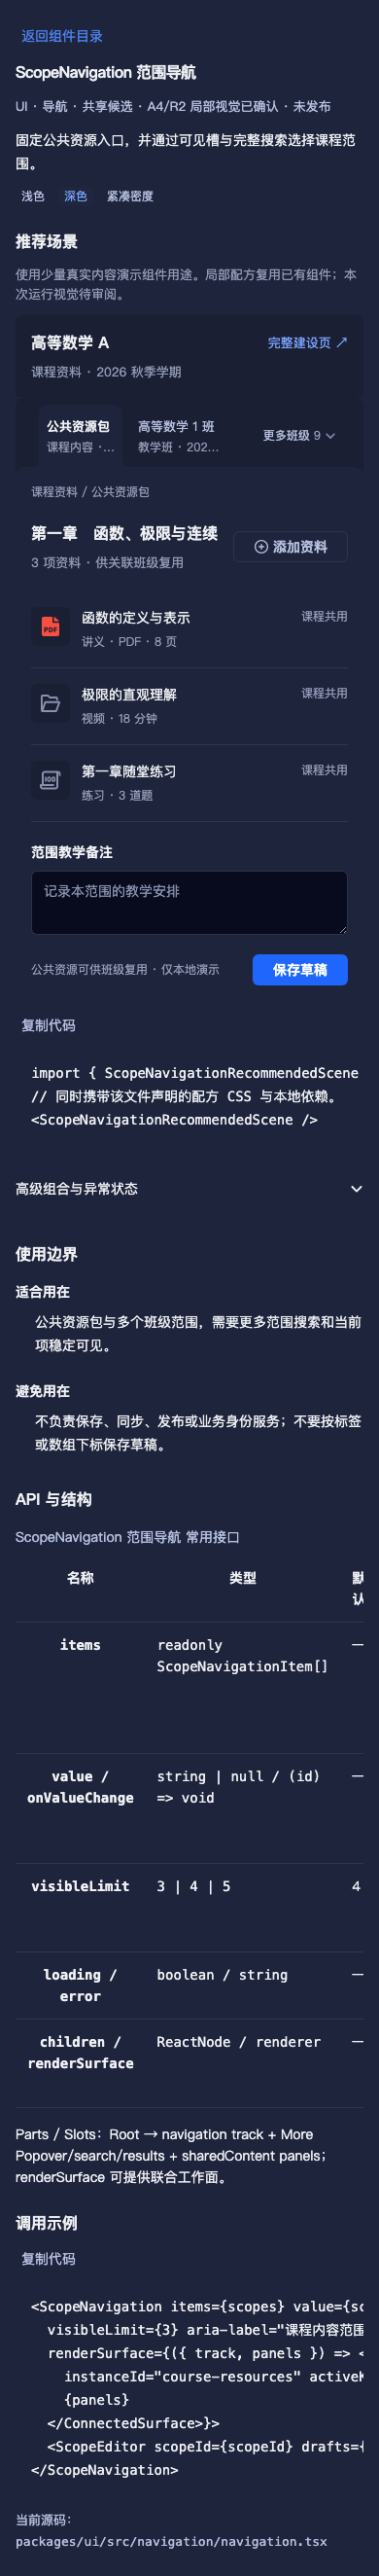 返回组件目录
ScopeNavigation 范围导航
UI · 导航 · 共享候选 · A4/R2 局部视觉已确认 · 未发布
固定公共资源入口，并通过可见槽与完整搜索选择课程范
围。
浅色 深色 紧凑密度
推荐场景
使用少量真实内容演示组件用途。局部配方复用已有组件；本
次运行视觉待审阅。
高等数学 A 完整建设页 ↗
课程资料 · 2026 秋季学期
公共资源包 高等数学 1 班 更多班级 9
课程内容 ·... 教学班 · 202...
课程资料 / 公共资源包
第一章 函数、极限与连续 添加资料
3 项资料 · 供关联班级复用
函数的定义与表示 课程共用
讲义 · PDF · 8 页
极限的直观理解 课程共用
视频 · 18 分钟
第一章随堂练习 课程共用
练习 · 3 道题
范围教学备注
记录本范围的教学安排
公共资源可供班级复用 · 仅本地演示 保存草稿
复制代码
import { ScopeNavigationRecommendedScene
// 同时携带该文件声明的配方 CSS 与本地依赖。
<ScopeNavigationRecommendedScene />
高级组合与异常状态
使用边界
适合用在
公共资源包与多个班级范围，需要更多范围搜索和当前
项稳定可见。
避免用在
不负责保存、同步、发布或业务身份服务；不要按标签
或数组下标保存草稿。
API 与结构
ScopeNavigation 范围导航 常用接口
名称 类型 默
认
items readonly —
ScopeNavigationItem[]
value / string | null / (id) —
onValueChange => void
visibleLimit 3 | 4 | 5 4
loading / boolean / string —
error
children / ReactNode / renderer —
renderSurface
Parts / Slots：Root → navigation track + More
Popover/search/results + sharedContent panels；
renderSurface 可提供联合工作面。
调用示例
复制代码
<ScopeNavigation items={scopes} value={sc
visibleLimit={3} aria-label="课程内容范围
renderSurface={({ track, panels }) => <
instanceId="course-resources" activeK
{panels}
</ConnectedSurface>}>
<ScopeEditor scopeId={scopeId} drafts={
</ScopeNavigation>
当前源码：
packages/ui/src/navigation/navigation.tsx